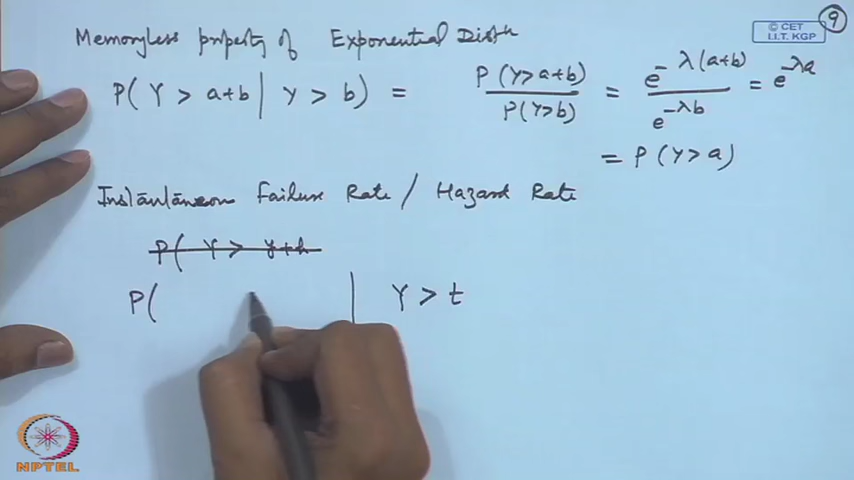 9
© CET
I.I.T. KGP
Memoryless property of Exponential Distn
P( Y > a+b | Y > b) = P(Y>a+b) / P(Y>b) = e^{-λ(a+b)} / e^{-λb} = e^{-λa}
= P(Y>a)
Instantaneous Failure Rate / Hazard Rate
P( Y > y+h
P( | Y > t
NPTEL